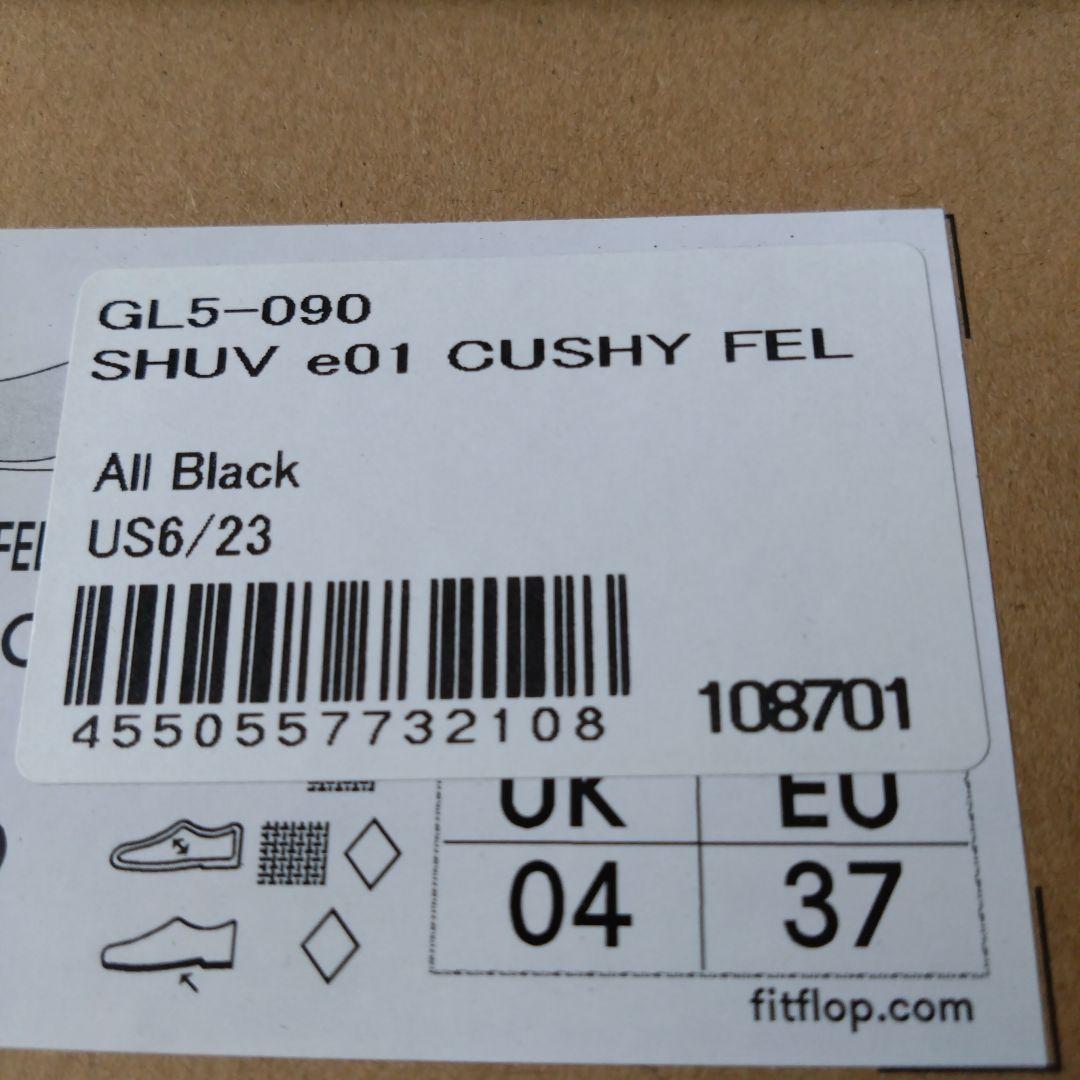 GL5-090
SHUV e01 CUSHY FEL
All Black
US6/23
4550557732108
108701
UK EU
04 37
fitflop.com